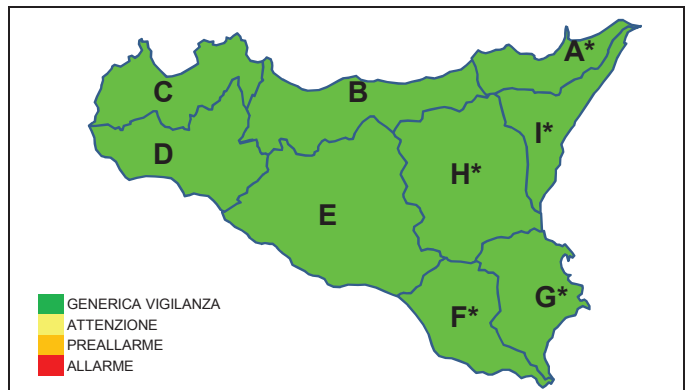 A*
C
B
I*
D
H*
E
G*
F*
GENERICA VIGILANZA
ATTENZIONE
PREALLARME
ALLARME